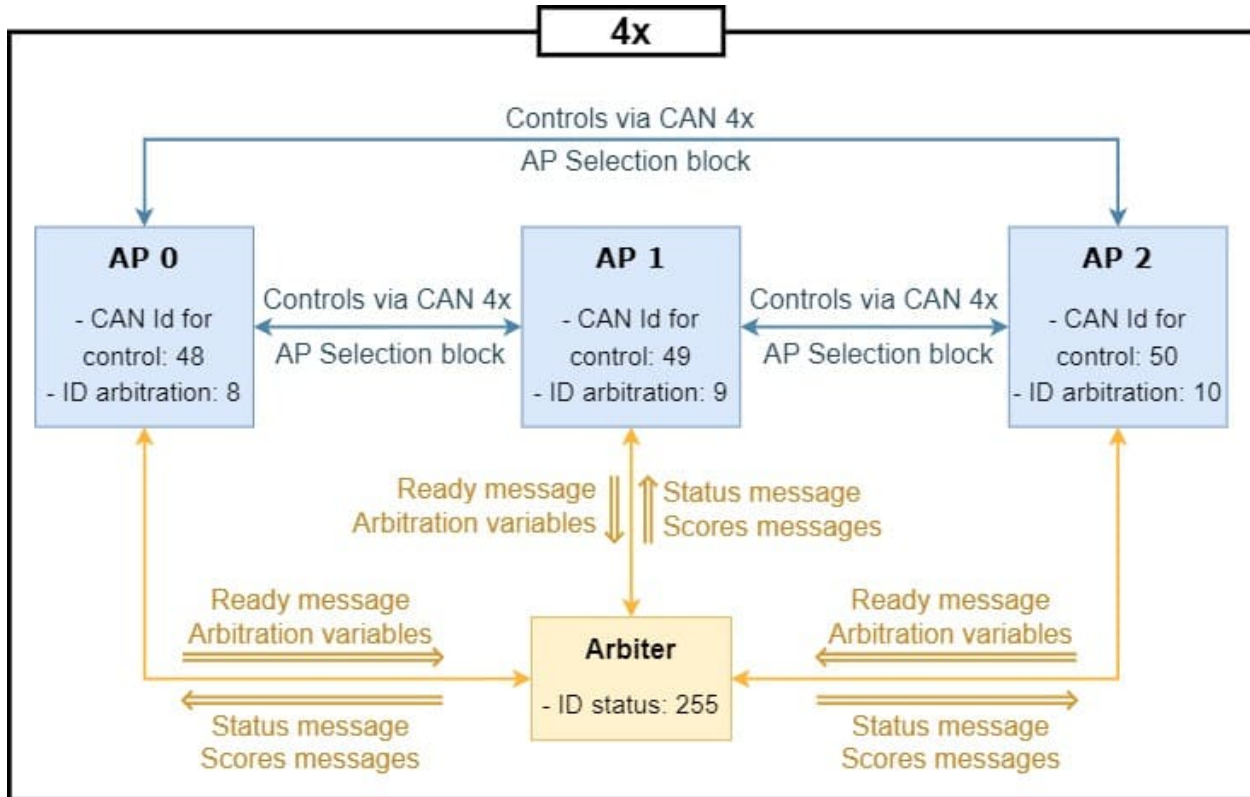 4x
Controls via CAN 4x
AP Selection block
AP 0
- CAN Id for
control: 48
- ID arbitration: 8
Controls via CAN 4x
AP Selection block
AP 1
- CAN Id for
control: 49
- ID arbitration: 9
Controls via CAN 4x
AP Selection block
AP 2
- CAN Id for
control: 50
- ID arbitration: 10
Ready message
Arbitration variables
Status message
Scores messages
Ready message
Arbitration variables
Status message
Scores messages
Arbiter
- ID status: 255
Ready message
Arbitration variables
Status message
Scores messages